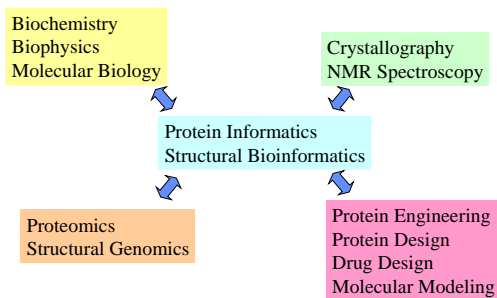 Biochemistry
Biophysics
Molecular Biology
Crystallography
NMR Spectroscopy
Protein Informatics
Structural Bioinformatics
Proteomics
Structural Genomics
Protein Engineering
Protein Design
Drug Design
Molecular Modeling